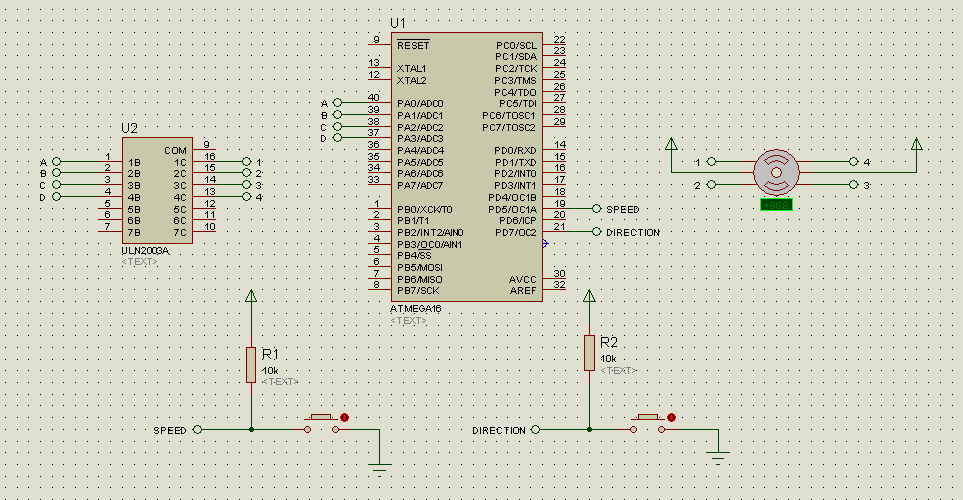 U1
9 RESET PC0/SCL 22
PC1/SDA 23
13 XTAL1 PC2/TCK 24
12 XTAL2 PC3/TMS 25
PC4/TDO 26
A 40 PA0/ADC0 PC5/TDI 27
B 39 PA1/ADC1 PC6/TOSC1 28
C 38 PA2/ADC2 PC7/TOSC2 29
D 37 PA3/ADC3
36 PA4/ADC4 PD0/RXD 14
35 PA5/ADC5 PD1/TXD 15
34 PA6/ADC6 PD2/INT0 16
33 PA7/ADC7 PD3/INT1 17
PD4/OC1B 18
1 PB0/XCK/T0 PD5/OC1A 19 SPEED
2 PB1/T1 PD6/ICP 20
3 PB2/INT2/AIN0 PD7/OC2 21 DIRECTION
4 PB3/OC0/AIN1
5 PB4/SS
6 PB5/MOSI
7 PB6/MISO AVCC 30
8 PB7/SCK AREF 32
ATMEGA16
<TEXT>
U2
COM 9
A 1 1B 1C 16 1
B 2 2B 2C 15 2
C 3 3B 3C 14 3
D 4 4B 4C 13 4
5 5B 5C 12
6 6B 6C 11
7 7B 7C 10
ULN2003A
<TEXT>
1 4
2 3
R1
10k
<TEXT>
SPEED
R2
10k
<TEXT>
DIRECTION